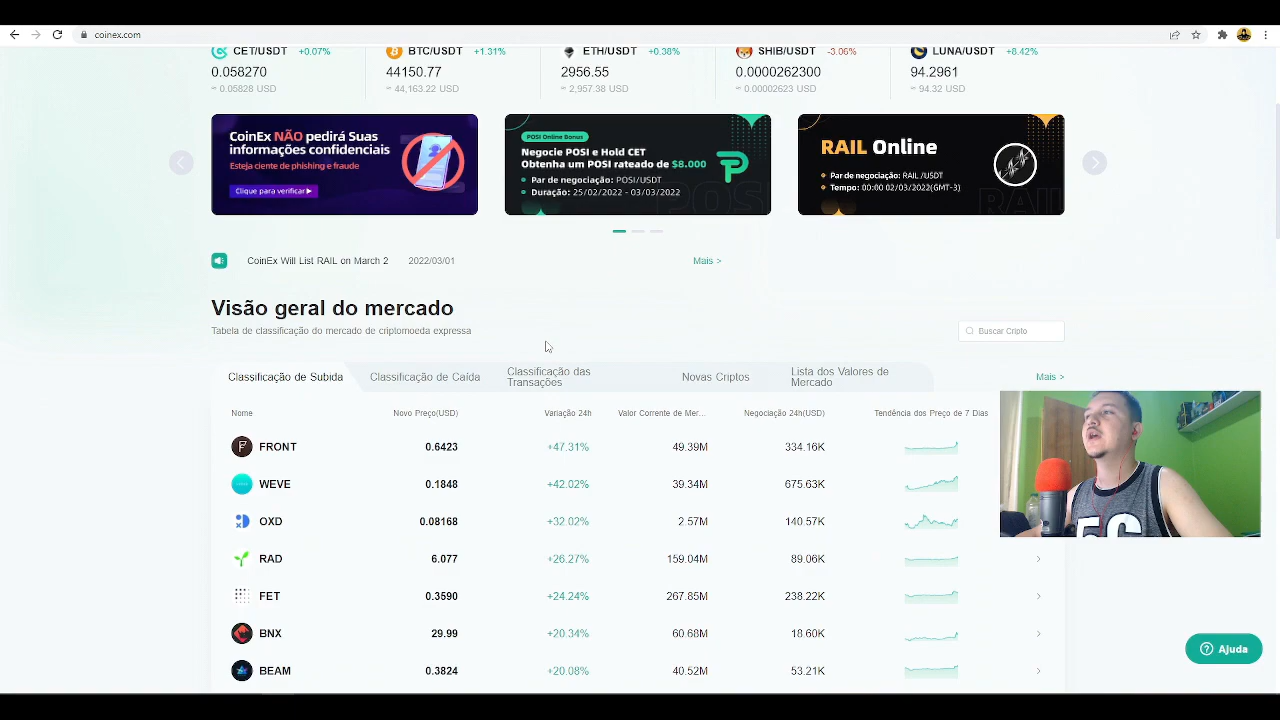 coinex.com
CET/USDT +0.07% BTC/USDT +1.31% ETH/USDT +0.38% SHIB/USDT -3.06% LUNA/USDT +8.42%
0.058270 44150.77 2956.55 0.0000262300 94.2961
≈ 0.05828 USD ≈ 44,163.22 USD ≈ 2,957.38 USD ≈ 0.00002623 USD ≈ 94.32 USD
CoinEx NÃO pedirá Suas
informações confidenciais
Esteja ciente de phishing e fraude
Clique para verificar ▶
POSI Online Bonus
Negocie POSI e Hold CET
Obtenha um POSI rateado de $8.000
Par de negociação: POSI/USDT
Duração: 25/02/2022 - 03/03/2022
RAIL Online
Par de negociação: RAIL /USDT
Tempo: 00:00 02/03/2022(GMT-3)
CoinEx Will List RAIL on March 2 2022/03/01 Mais >
Visão geral do mercado
Tabela de classificação do mercado de criptomoeda expressa
Buscar Cripto
Classificação de Subida Classificação de Caída Classificação das Transações Novas Criptos Lista dos Valores de Mercado Mais >
Nome Novo Preço(USD) Variação 24h Valor Corrente de Mer... Negociação 24h(USD) Tendência dos Preço de 7 Dias
FRONT 0.6423 +47.31% 49.39M 334.16K
WEVE 0.1848 +42.02% 39.34M 675.63K
OXD 0.08168 +32.02% 2.57M 140.57K
RAD 6.077 +26.27% 159.04M 89.06K
FET 0.3590 +24.24% 267.85M 238.22K
BNX 29.99 +20.34% 60.68M 18.60K
BEAM 0.3824 +20.08% 40.52M 53.21K
Ajuda